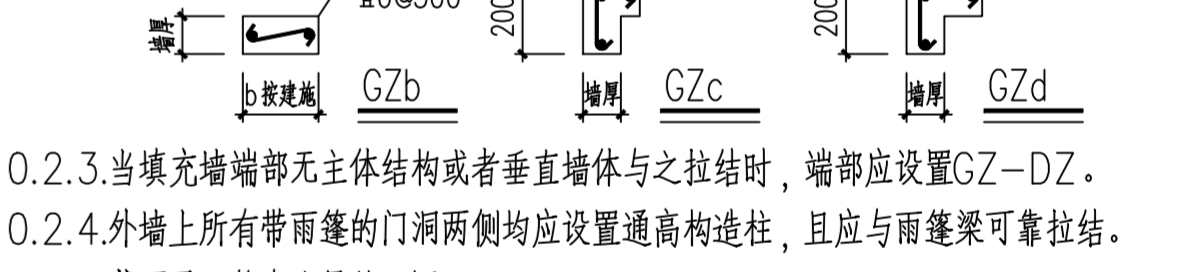 200
200
墙厚
b按建施
GZb
墙厚
GZc
墙厚
GZd
0.2.3.当填充墙端部无主体结构或者垂直墙体与之拉结时，端部应设置GZ-DZ。
0.2.4.外墙上所有带雨篷的门洞两侧均应设置通高构造柱，且应与雨篷梁可靠拉结。